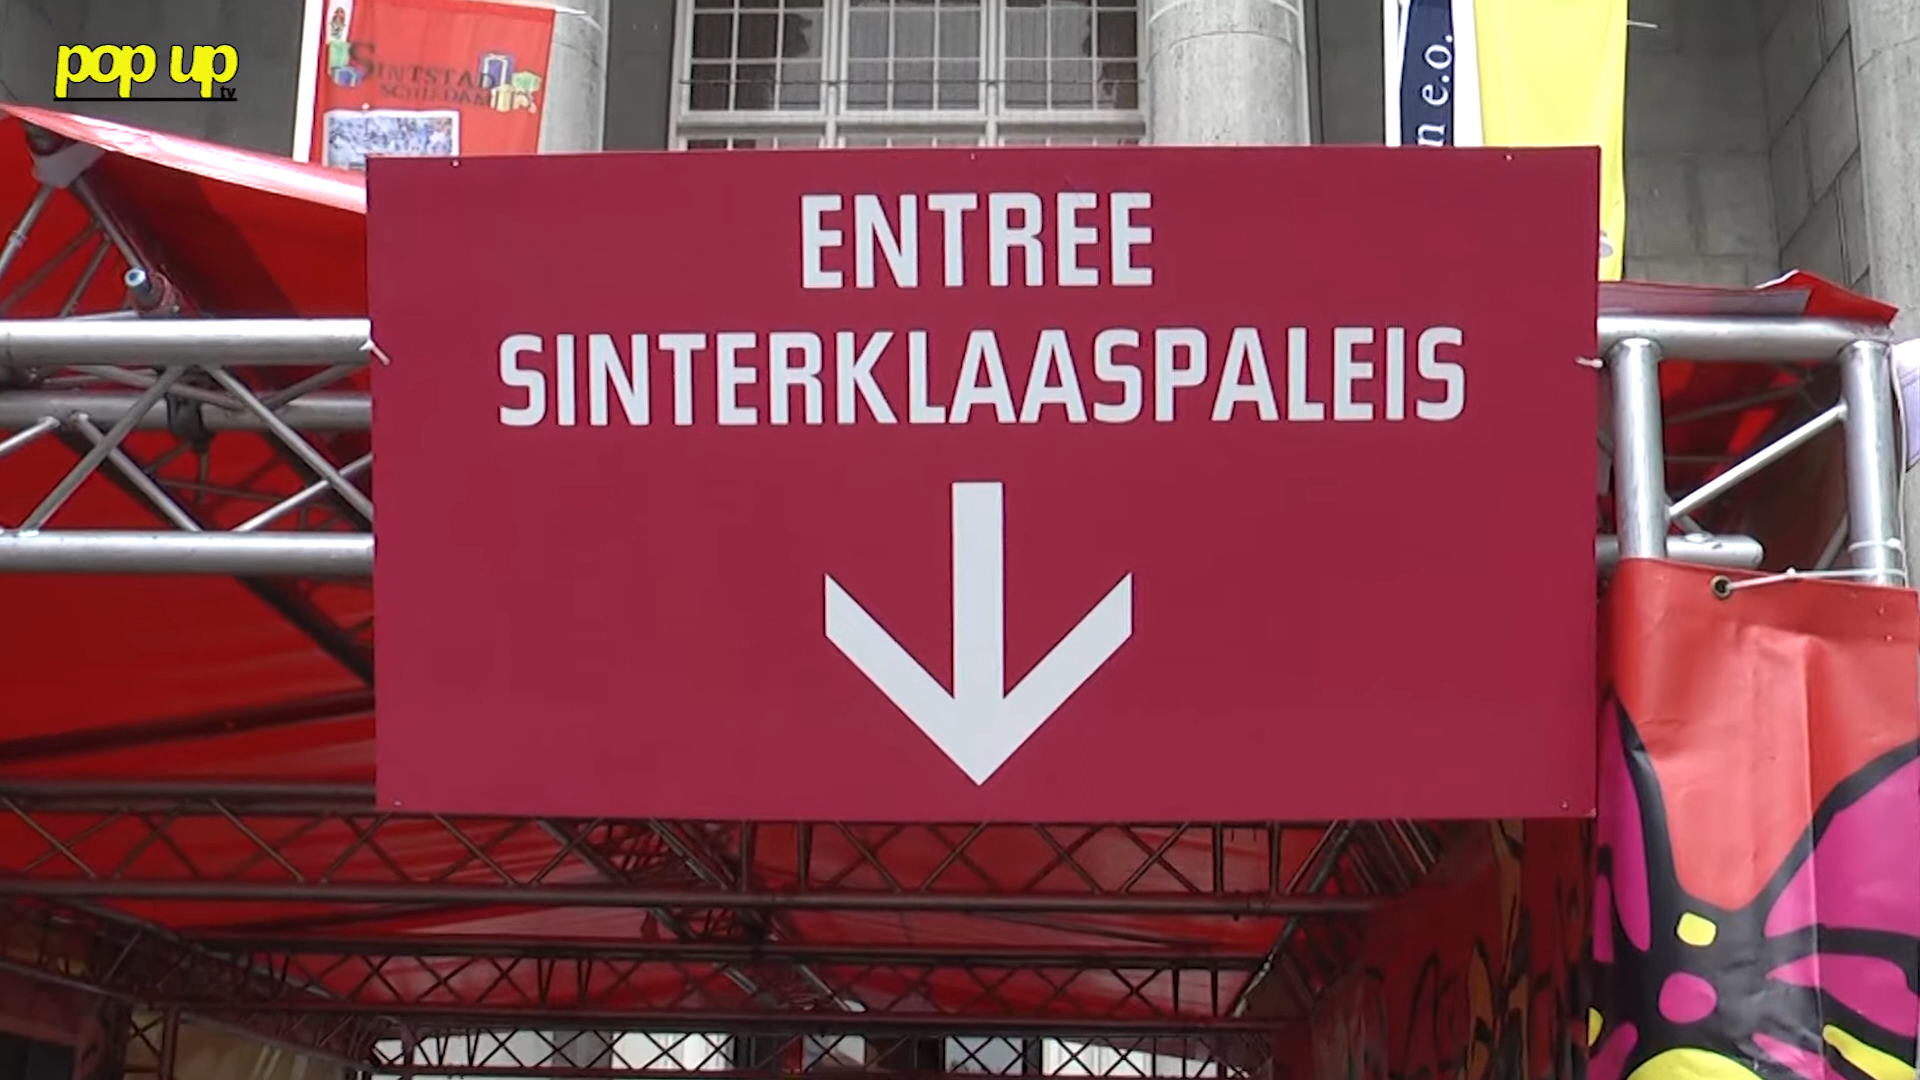 pop up
tv
SINTSTAD
SCHIEDAM
n e.o.
ENTREE
SINTERKLAASPALEIS